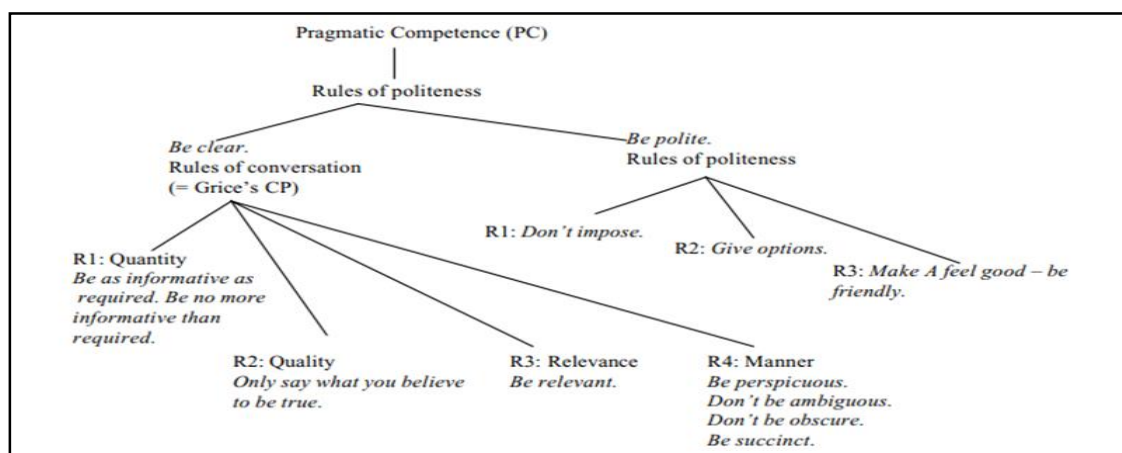 Pragmatic Competence (PC)
Rules of politeness
Be clear.
Rules of conversation
(= Grice's CP)
Be polite.
Rules of politeness
R1: Quantity
Be as informative as
required. Be no more
informative than
required.
R2: Quality
Only say what you believe
to be true.
R3: Relevance
Be relevant.
R4: Manner
Be perspicuous.
Don't be ambiguous.
Don't be obscure.
Be succinct.
R1: Don't impose.
R2: Give options.
R3: Make A feel good – be
friendly.